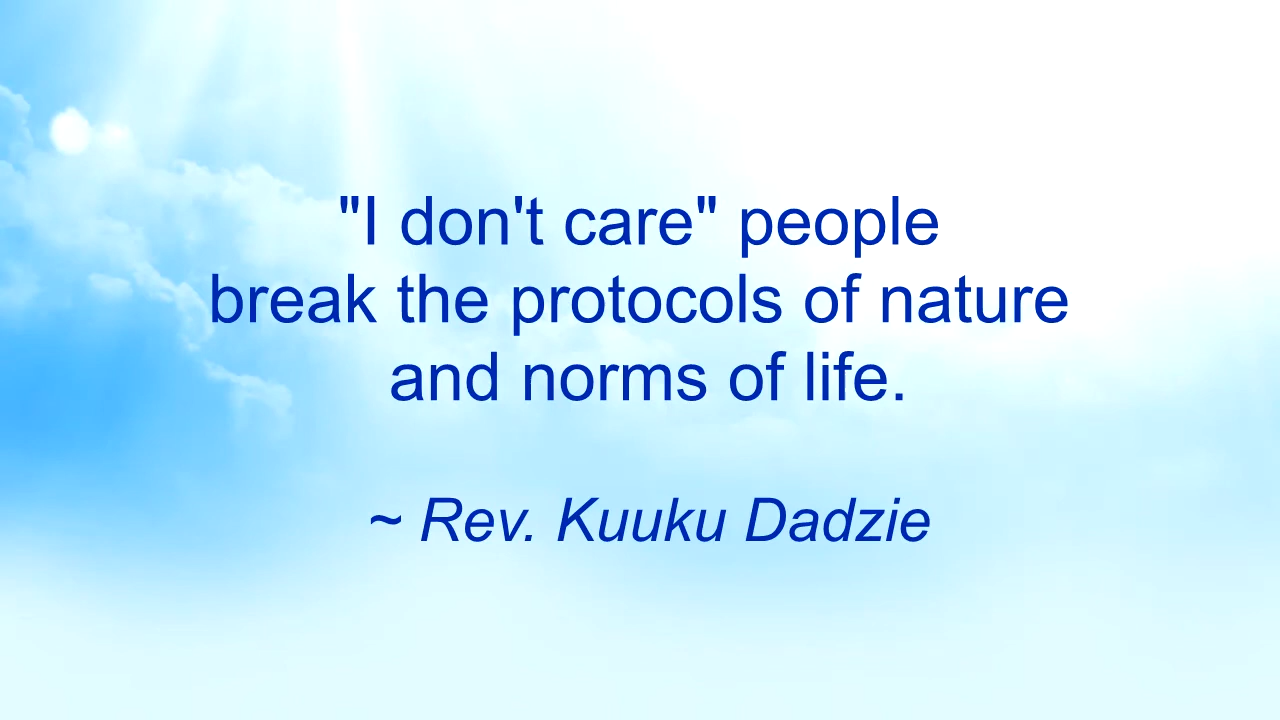 "I don't care" people
break the protocols of nature
and norms of life.
~ Rev. Kuuku Dadzie